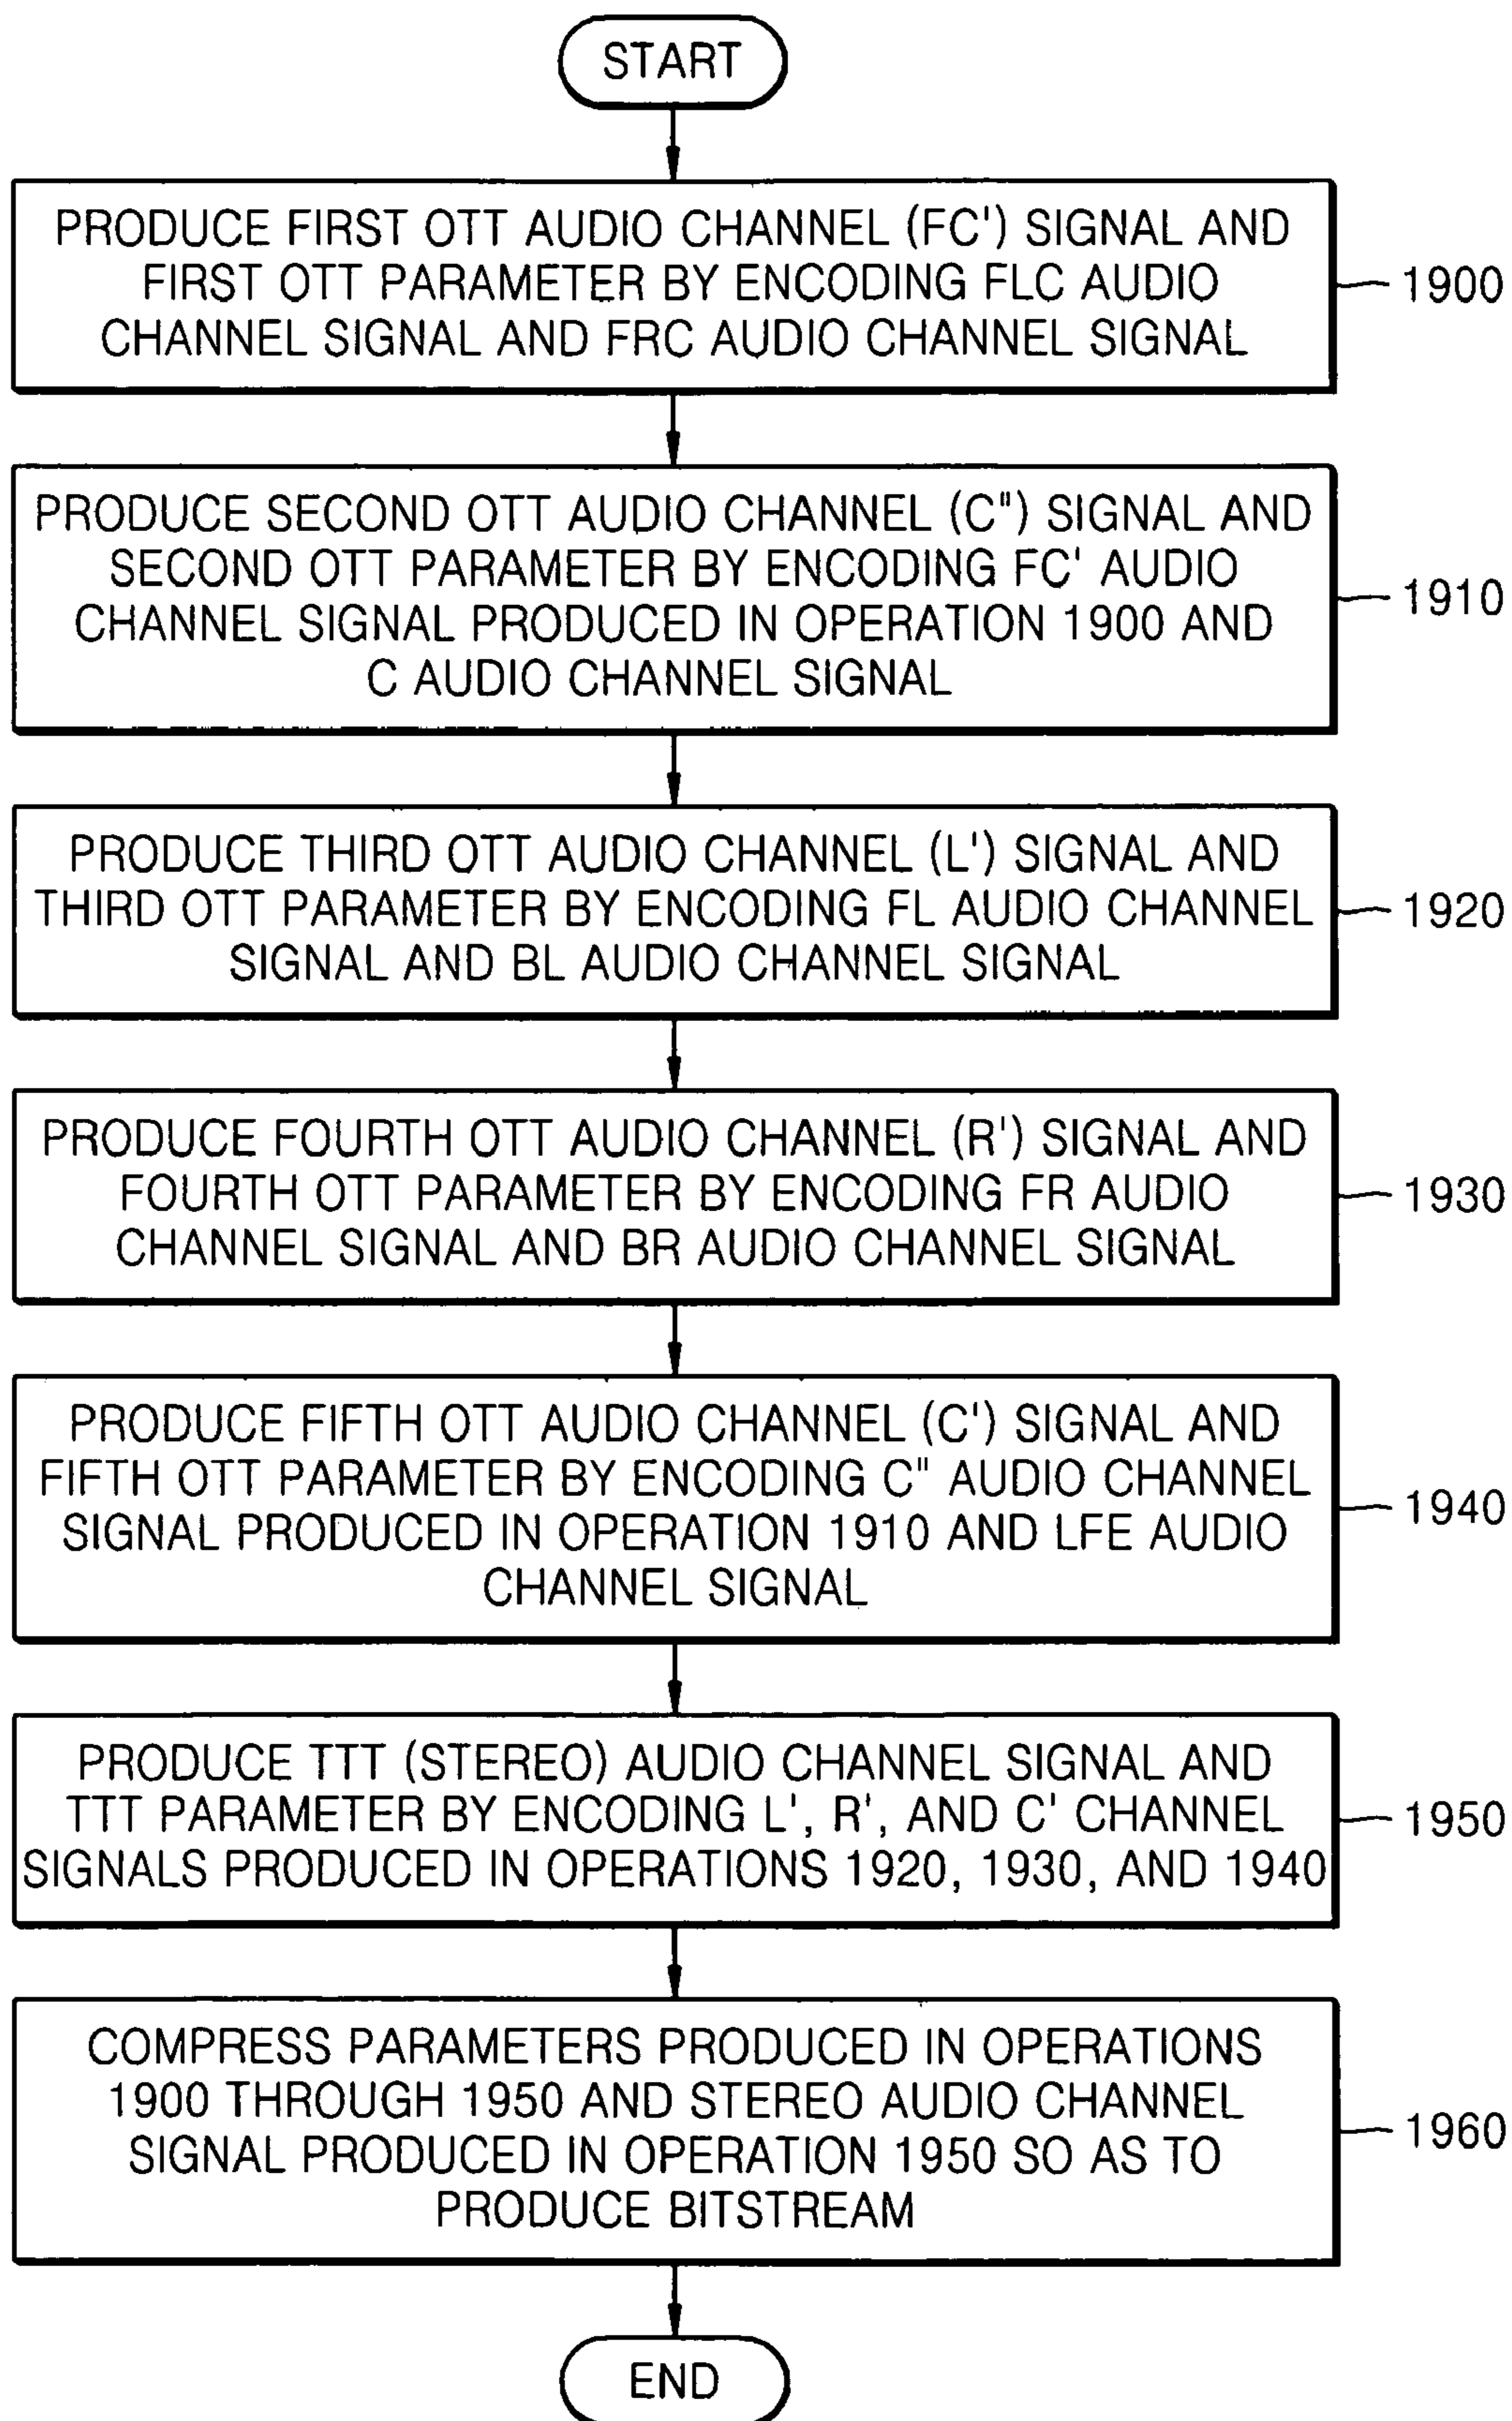 START
PRODUCE FIRST OTT AUDIO CHANNEL (FC') SIGNAL AND
FIRST OTT PARAMETER BY ENCODING FLC AUDIO
CHANNEL SIGNAL AND FRC AUDIO CHANNEL SIGNAL
1900
PRODUCE SECOND OTT AUDIO CHANNEL (C") SIGNAL AND
SECOND OTT PARAMETER BY ENCODING FC' AUDIO
CHANNEL SIGNAL PRODUCED IN OPERATION 1900 AND
C AUDIO CHANNEL SIGNAL
1910
PRODUCE THIRD OTT AUDIO CHANNEL (L') SIGNAL AND
THIRD OTT PARAMETER BY ENCODING FL AUDIO CHANNEL
SIGNAL AND BL AUDIO CHANNEL SIGNAL
1920
PRODUCE FOURTH OTT AUDIO CHANNEL (R') SIGNAL AND
FOURTH OTT PARAMETER BY ENCODING FR AUDIO
CHANNEL SIGNAL AND BR AUDIO CHANNEL SIGNAL
1930
PRODUCE FIFTH OTT AUDIO CHANNEL (C') SIGNAL AND
FIFTH OTT PARAMETER BY ENCODING C" AUDIO CHANNEL
SIGNAL PRODUCED IN OPERATION 1910 AND LFE AUDIO
CHANNEL SIGNAL
1940
PRODUCE TTT (STEREO) AUDIO CHANNEL SIGNAL AND
TTT PARAMETER BY ENCODING L', R', AND C' CHANNEL
SIGNALS PRODUCED IN OPERATIONS 1920, 1930, AND 1940
1950
COMPRESS PARAMETERS PRODUCED IN OPERATIONS
1900 THROUGH 1950 AND STEREO AUDIO CHANNEL
SIGNAL PRODUCED IN OPERATION 1950 SO AS TO
PRODUCE BITSTREAM
1960
END